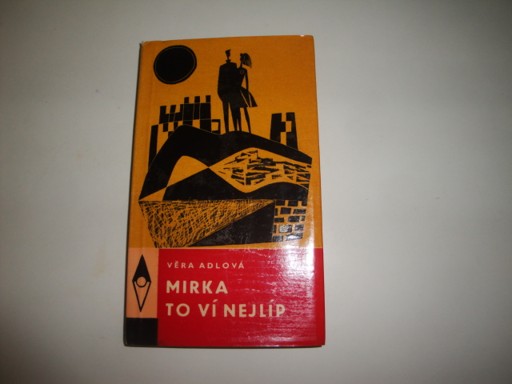 VĚRA ADLOVÁ
MIRKA
TO VÍ NEJLÍP